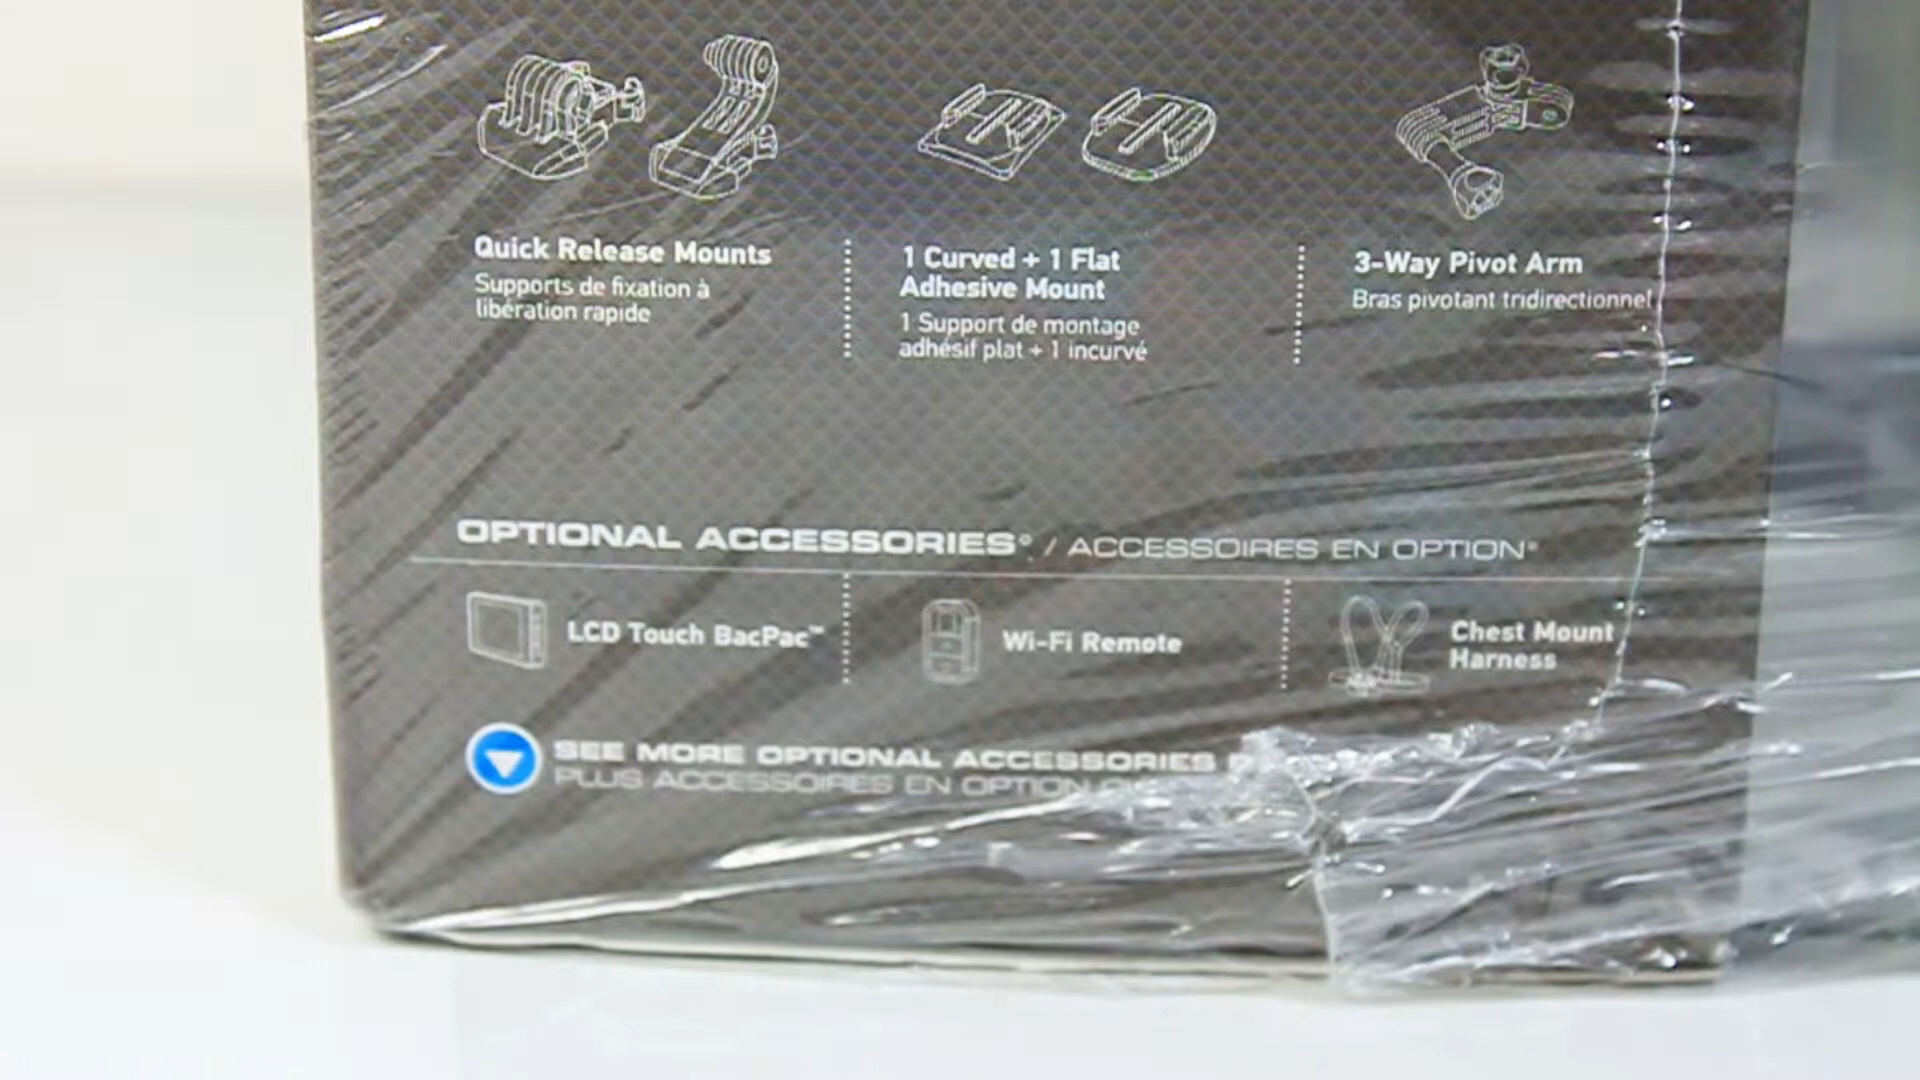 Quick Release Mounts
Supports de fixation à
libération rapide
1 Curved + 1 Flat
Adhesive Mount
1 Support de montage
adhésif plat + 1 incurvé
3-Way Pivot Arm
Bras pivotant tridirectionnel
OPTIONAL ACCESSORIES° / ACCESSOIRES EN OPTION°
LCD Touch BacPac™
Wi-Fi Remote
Chest Mount
Harness
SEE MORE OPTIONAL ACCESSORIES
PLUS ACCESSOIRES EN OPTION